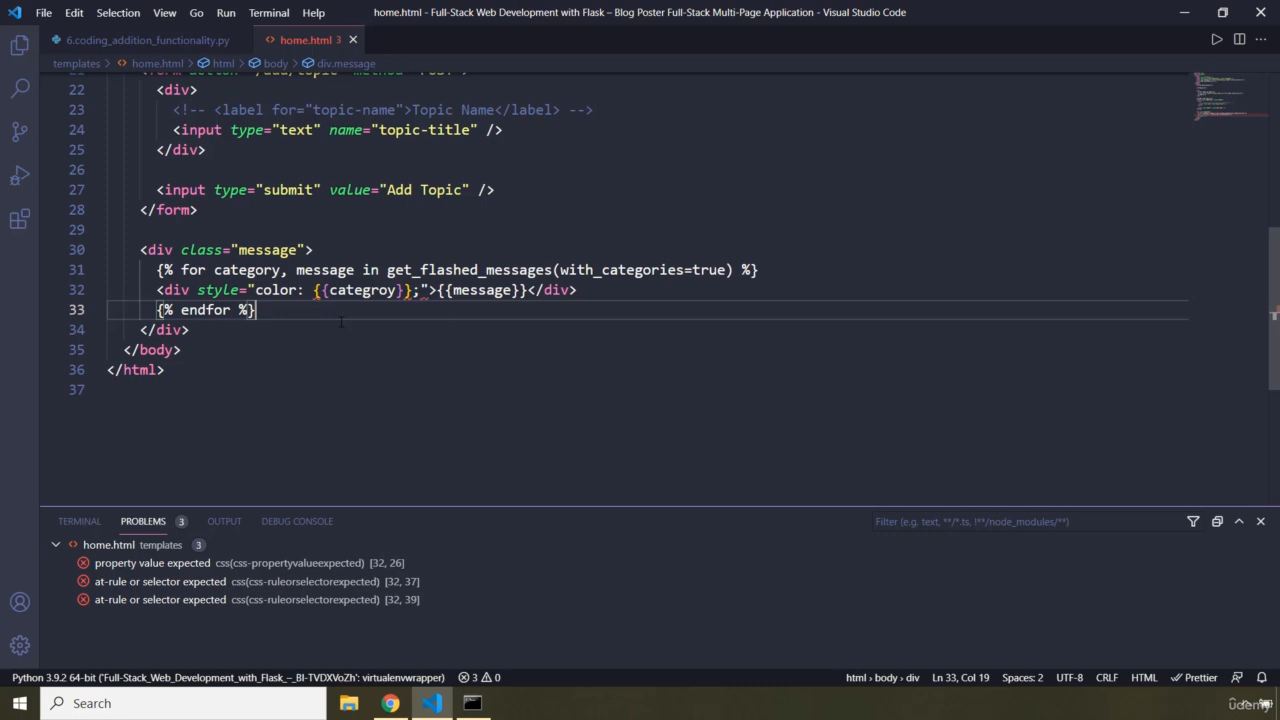 File Edit Selection View Go Run Terminal Help home.html - Full-Stack Web Development with Flask – Blog Poster Full-Stack Multi-Page Application - Visual Studio Code
6.coding_addition_functionality.py home.html 3
templates > home.html > html > body > div.message
22 <div>
23 <!-- <label for="topic-name">Topic Name</label> -->
24 <input type="text" name="topic-title" />
25 </div>
26
27 <input type="submit" value="Add Topic" />
28 </form>
29
30 <div class="message">
31 {% for category, message in get_flashed_messages(with_categories=true) %}
32 <div style="color: {{categroy}};">{{message}}</div>
33 {% endfor %}
34 </div>
35 </body>
36 </html>
37
TERMINAL PROBLEMS 3 OUTPUT DEBUG CONSOLE Filter (e.g. text, **/*.ts, !**/node_modules/**)
home.html templates 3
property value expected css(css-propertyvalueexpected) [32, 26]
at-rule or selector expected css(css-ruleorselectorexpected) [32, 37]
at-rule or selector expected css(css-ruleorselectorexpected) [32, 39]
Python 3.9.2 64-bit ('Full-Stack_Web_Development_with_Flask_–_BI-TVDXVoZh': virtualenvwrapper) 3 0 html > body > div Ln 33, Col 19 Spaces: 2 UTF-8 CRLF HTML Prettier
Search